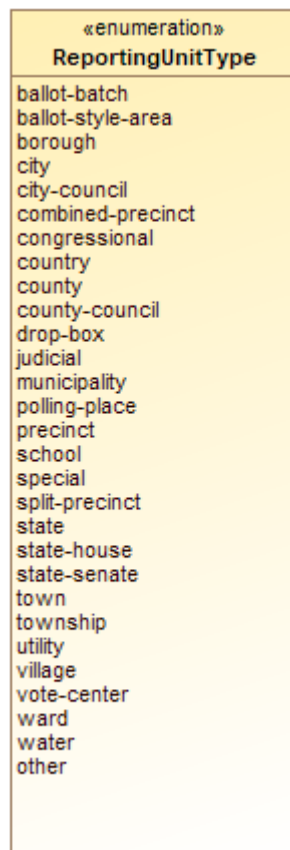 «enumeration»
ReportingUnitType
ballot-batch
ballot-style-area
borough
city
city-council
combined-precinct
congressional
country
county
county-council
drop-box
judicial
municipality
polling-place
precinct
school
special
split-precinct
state
state-house
state-senate
town
township
utility
village
vote-center
ward
water
other